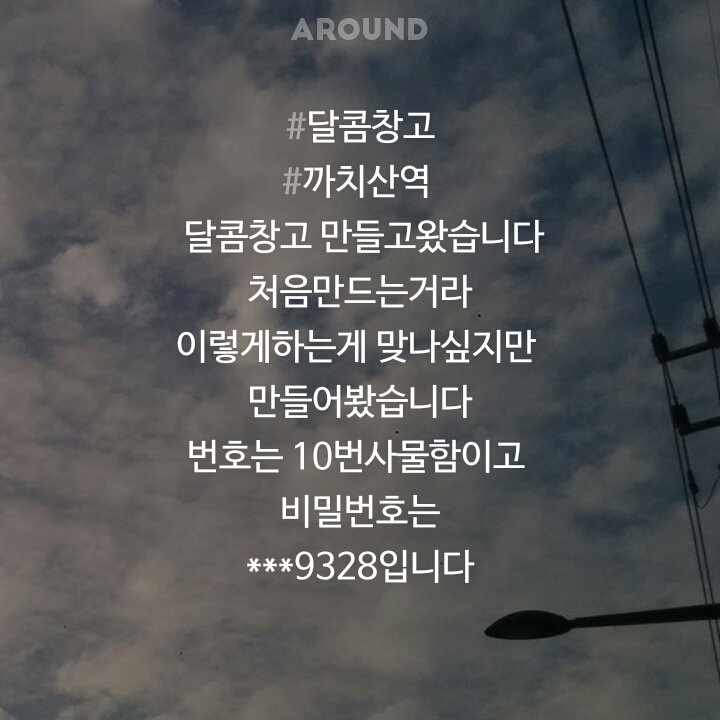 AROUND
#달콤창고
#까치산역
달콤창고 만들고왔습니다
처음만드는거라
이렇게하는게 맞나싶지만
만들어봤습니다
번호는 10번사물함이고
비밀번호는
***9328입니다